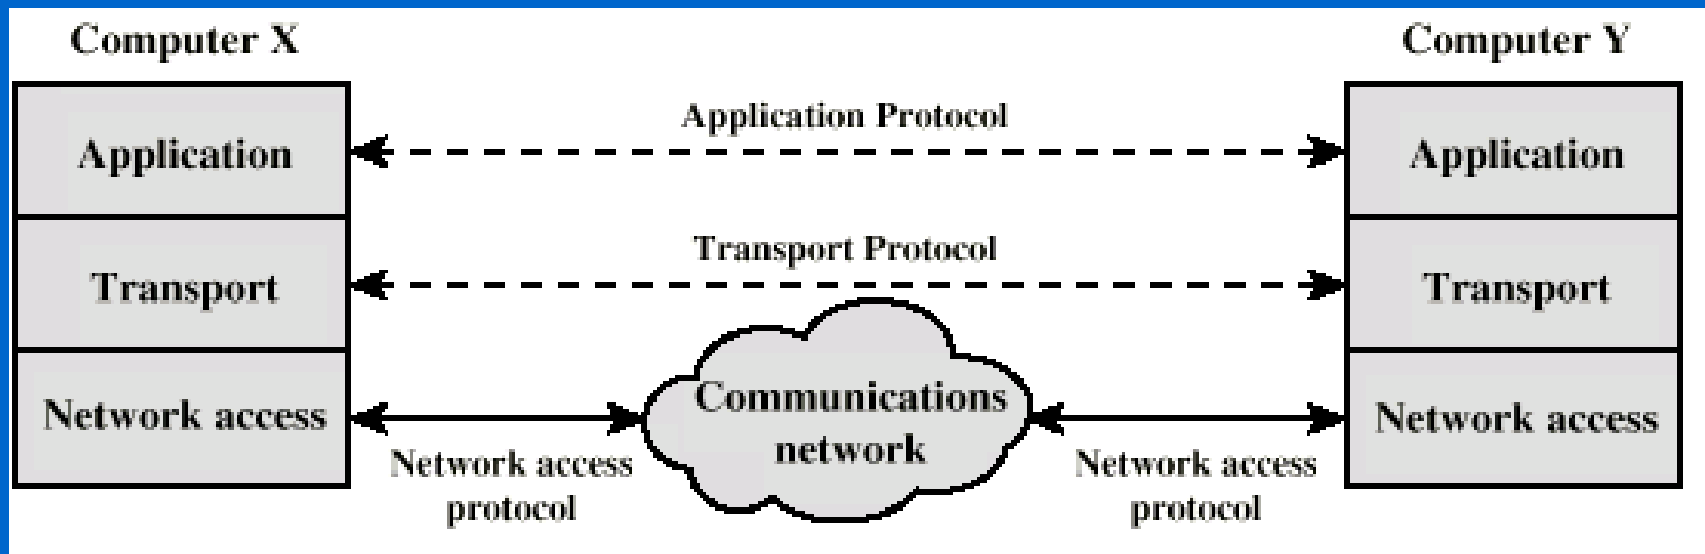 Computer X
Computer Y
Application Protocol
Application
Application
Transport Protocol
Transport
Transport
Communications
network
Network access
Network access
Network access
protocol
Network access
protocol